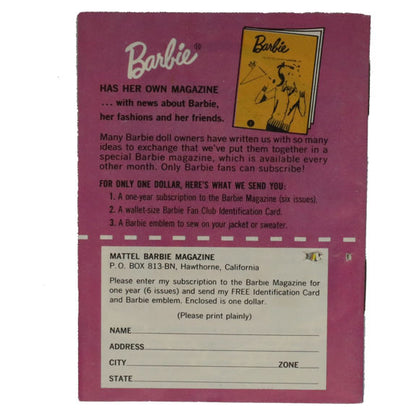 Barbie®
Barbie
HAS HER OWN MAGAZINE
... with news about Barbie,
her fashions and her friends.
Many Barbie doll owners have written us with so many
ideas to exchange that we've put them together in a
special Barbie magazine, which is available every
other month. Only Barbie fans can subscribe!
FOR ONLY ONE DOLLAR, HERE'S WHAT WE SEND YOU:
1. A one-year subscription to the Barbie Magazine (six issues).
2. A wallet-size Barbie Fan Club Identification Card.
3. A Barbie emblem to sew on your jacket or sweater.
MATTEL BARBIE MAGAZINE
P. O. BOX 813-BN, Hawthorne, California
Please enter my subscription to the Barbie Magazine for
one year (6 issues) and send my FREE Identification Card
and Barbie emblem. Enclosed is one dollar.
(Please print plainly)
NAME
ADDRESS
CITY ZONE
STATE